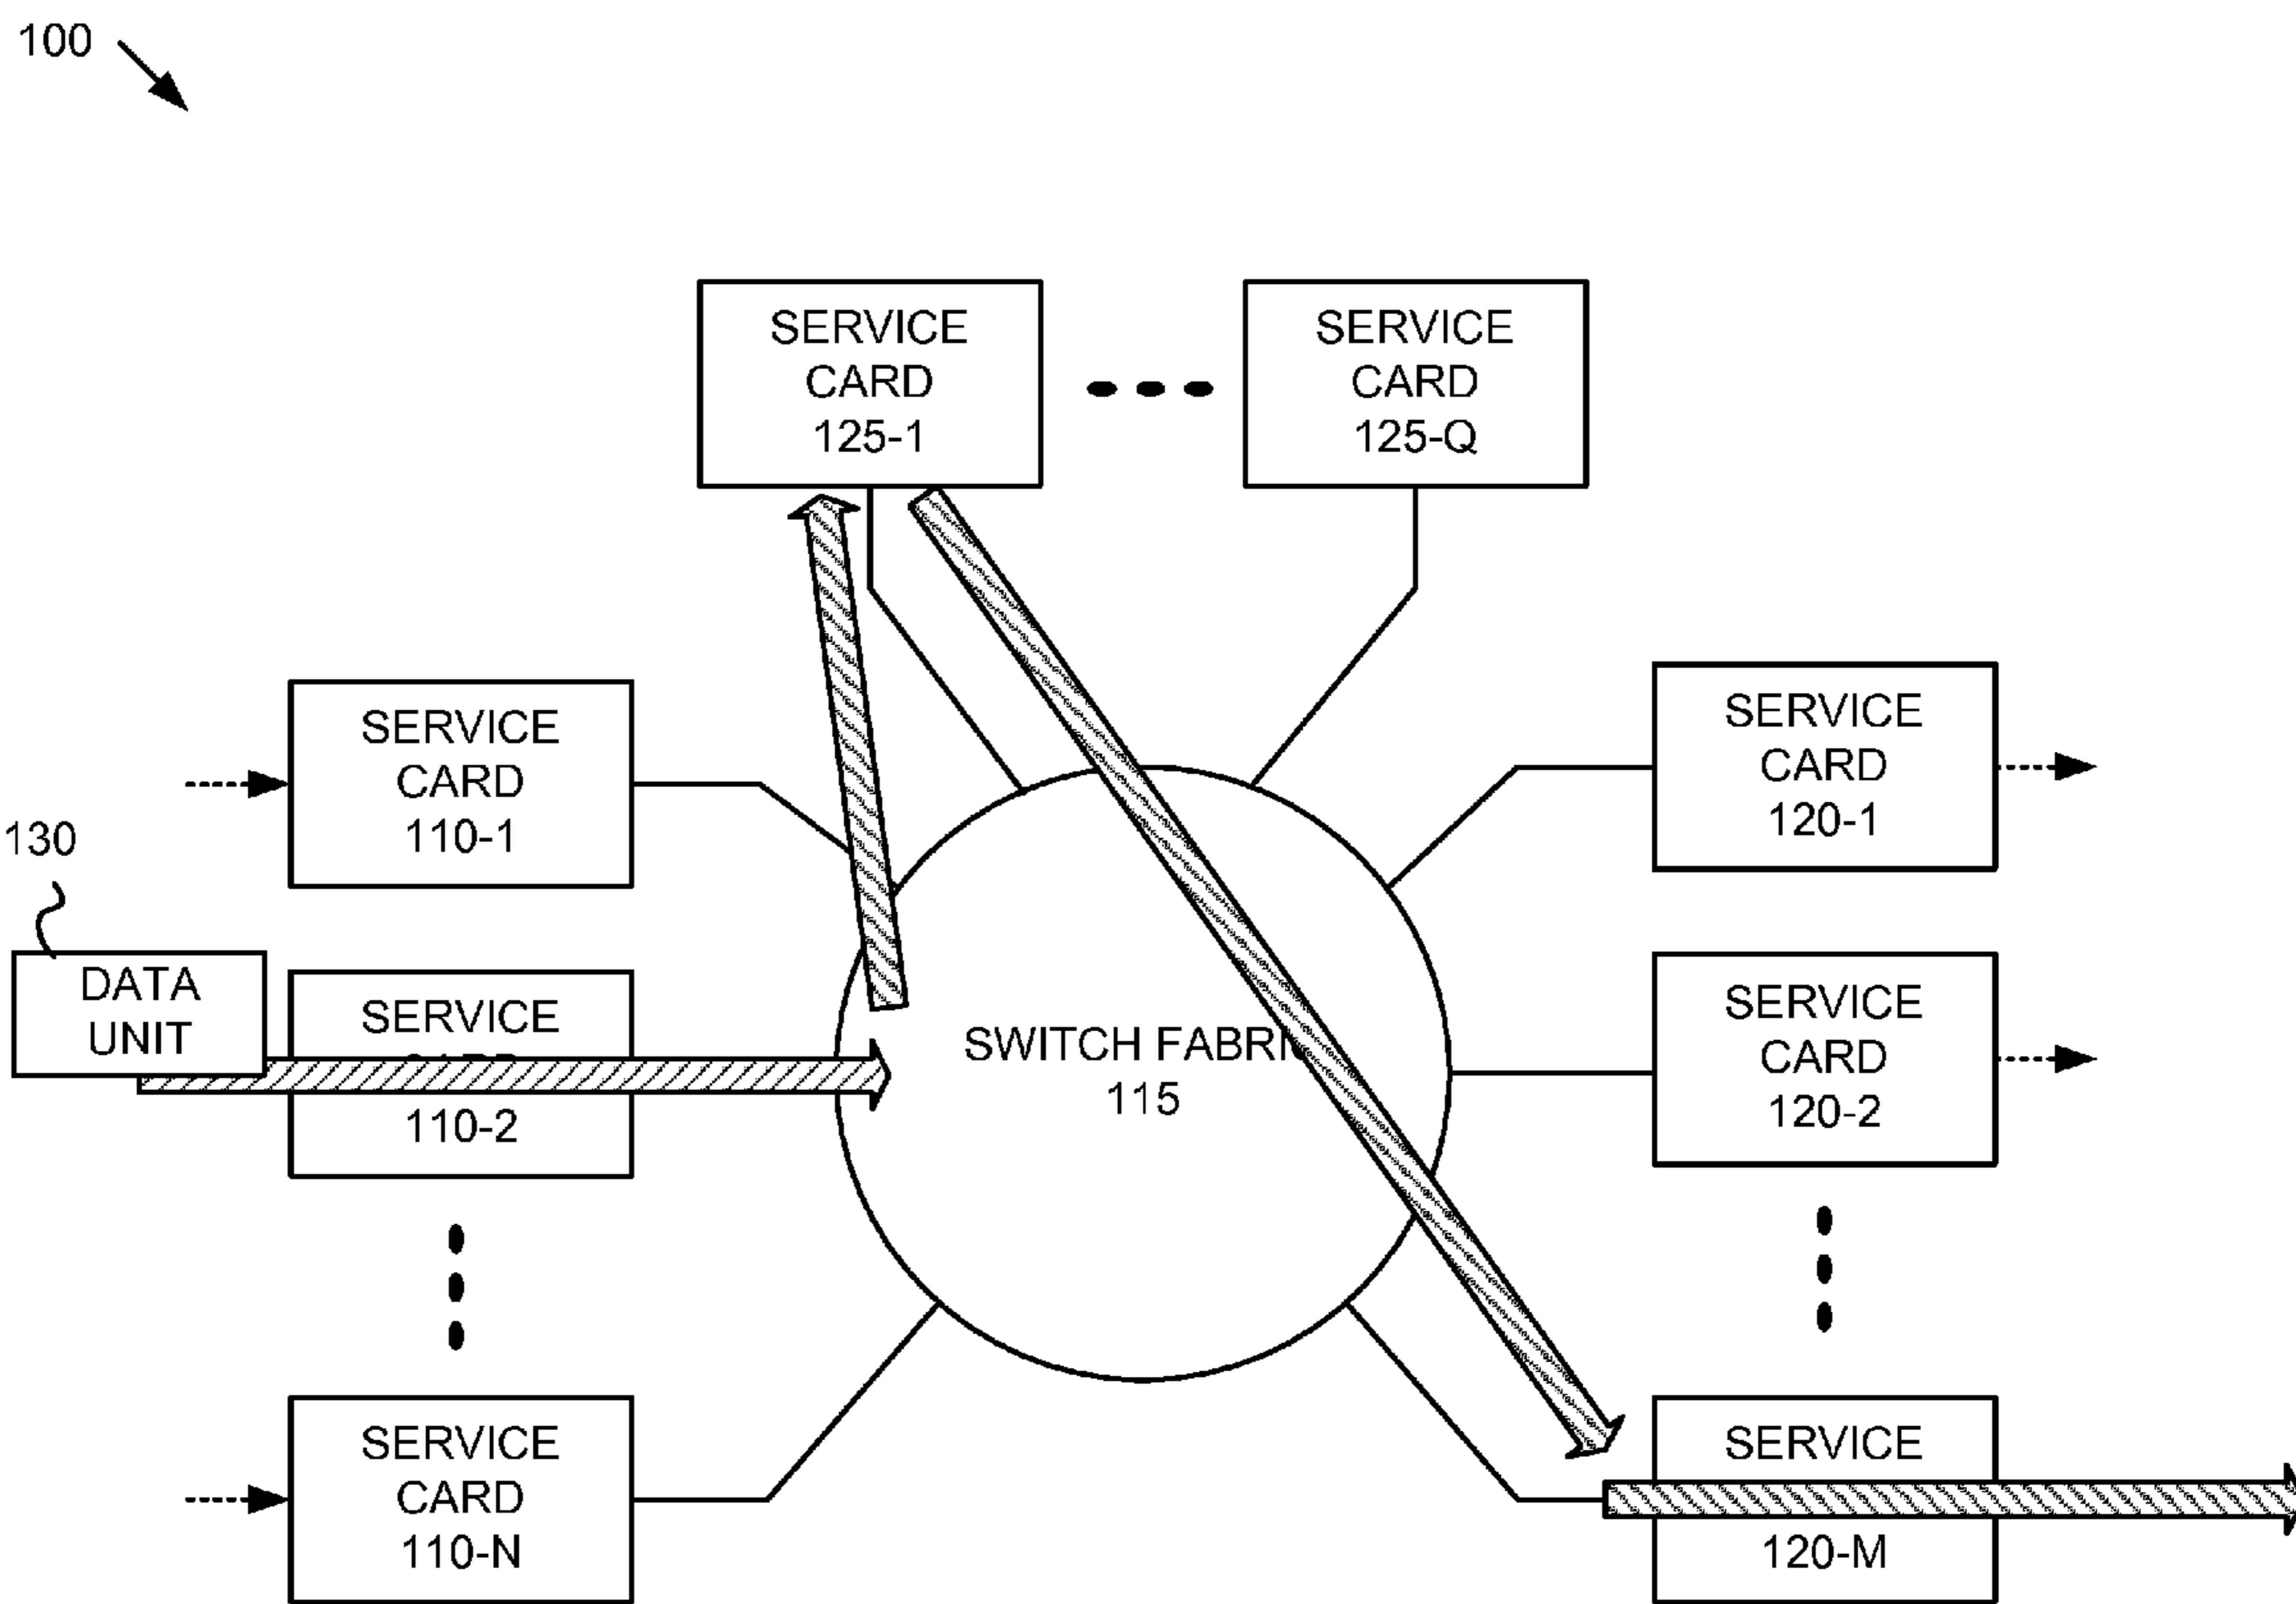 100
SERVICE
CARD
125-1
SERVICE
CARD
125-Q
SERVICE
CARD
110-1
SERVICE
CARD
120-1
130
DATA
UNIT
SERVICE
110-2
SWITCH FABRI
115
SERVICE
CARD
120-2
SERVICE
CARD
110-N
SERVICE
120-M